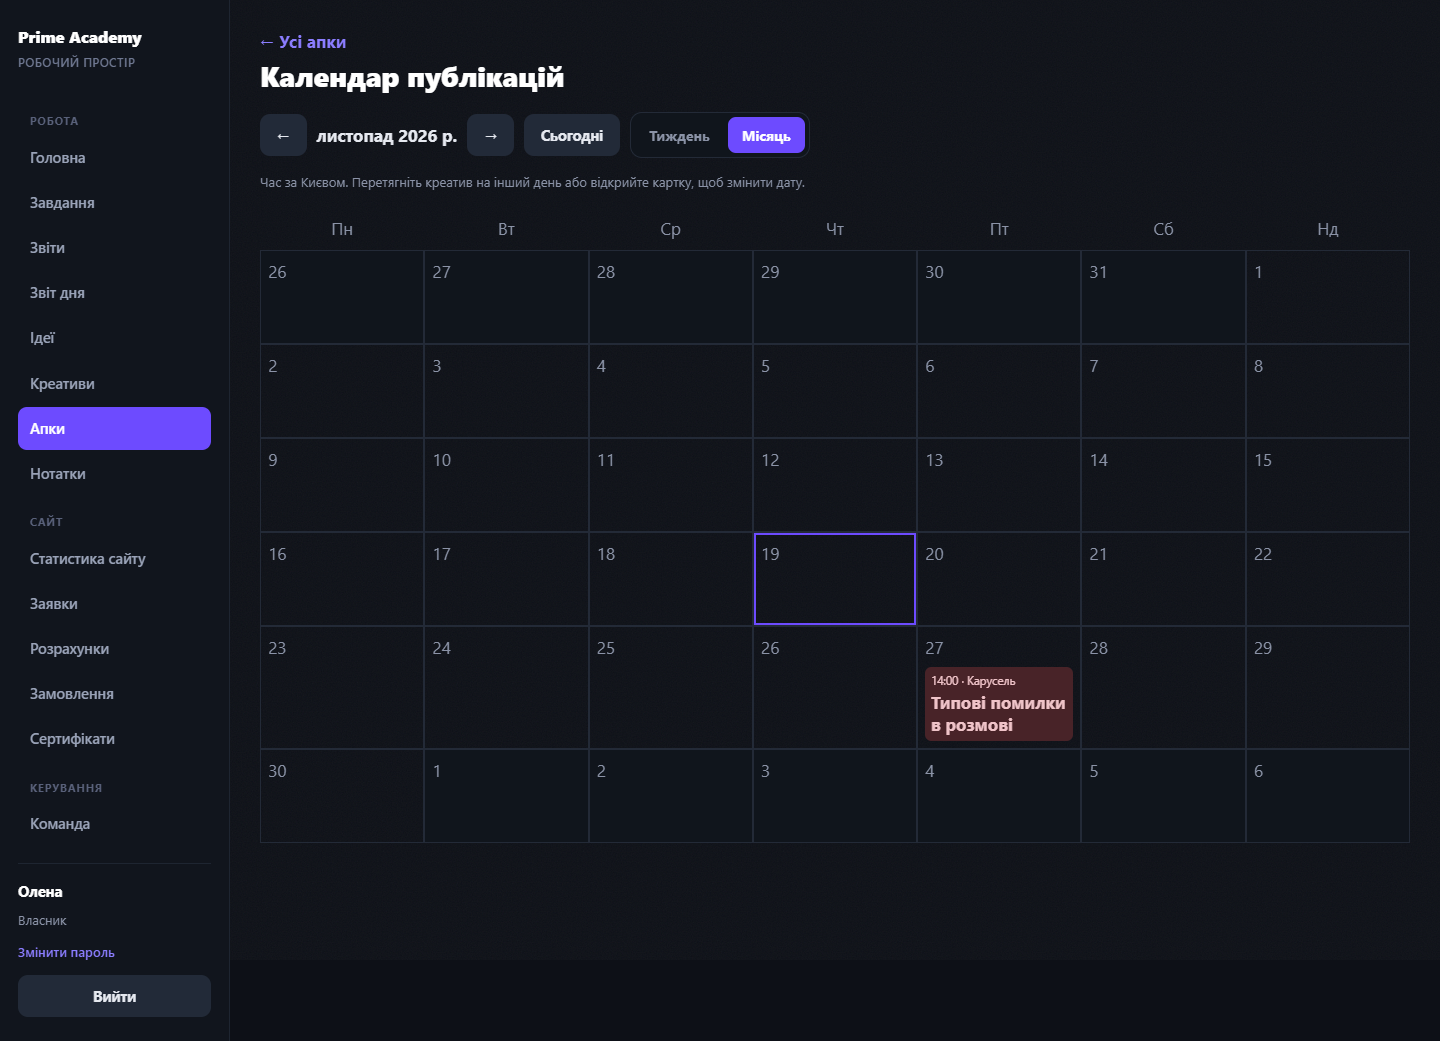 Prime Academy
РОБОЧИЙ ПРОСТІР
РОБОТА
Головна
Завдання
Звіти
Звіт дня
Ідеї
Креативи
Апки
Нотатки
САЙТ
Статистика сайту
Заявки
Розрахунки
Замовлення
Сертифікати
КЕРУВАННЯ
Команда
Олена
Власник
Змінити пароль
Вийти
← Усі апки
Календар публікацій
← листопад 2026 р. → Сьогодні Тиждень Місяць
Час за Києвом. Перетягніть креатив на інший день або відкрийте картку, щоб змінити дату.
Пн Вт Ср Чт Пт Сб Нд
26 27 28 29 30 31 1
2 3 4 5 6 7 8
9 10 11 12 13 14 15
16 17 18 19 20 21 22
23 24 25 26 27 28 29
14:00 · Карусель
Типові помилки
в розмові
30 1 2 3 4 5 6